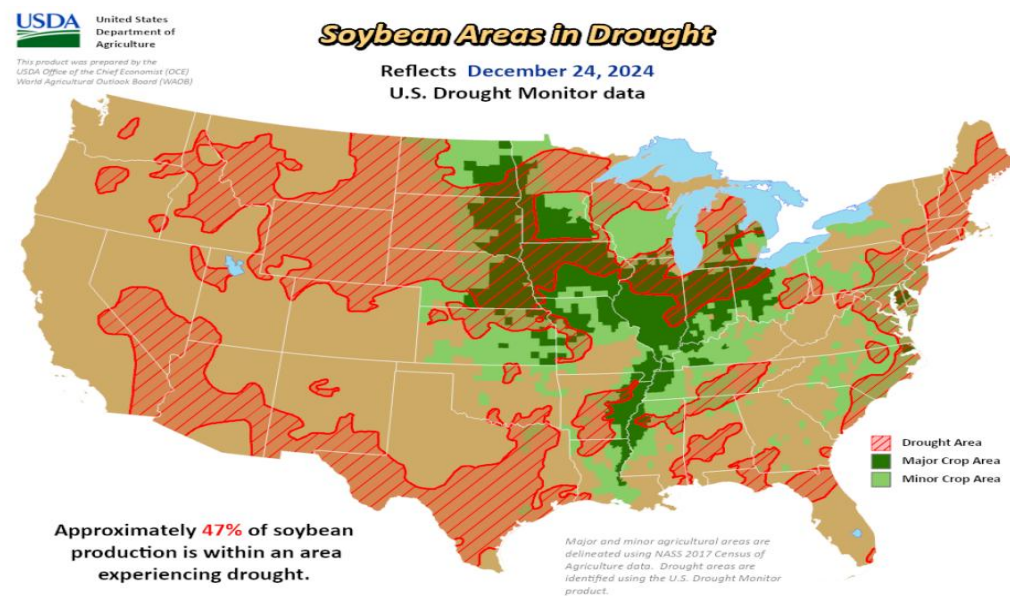 USDA
United States
Department of
Agriculture
This product was prepared by the
USDA Office of the Chief Economist (OCE)
World Agricultural Outlook Board (WAOB)
Soybean Areas in Drought
Reflects December 24, 2024
U.S. Drought Monitor data
Drought Area
Major Crop Area
Minor Crop Area
Approximately 47% of soybean
production is within an area
experiencing drought.
Major and minor agricultural areas are
delineated using NASS 2017 Census of
Agriculture data. Drought areas are
identified using the U.S. Drought Monitor
product.